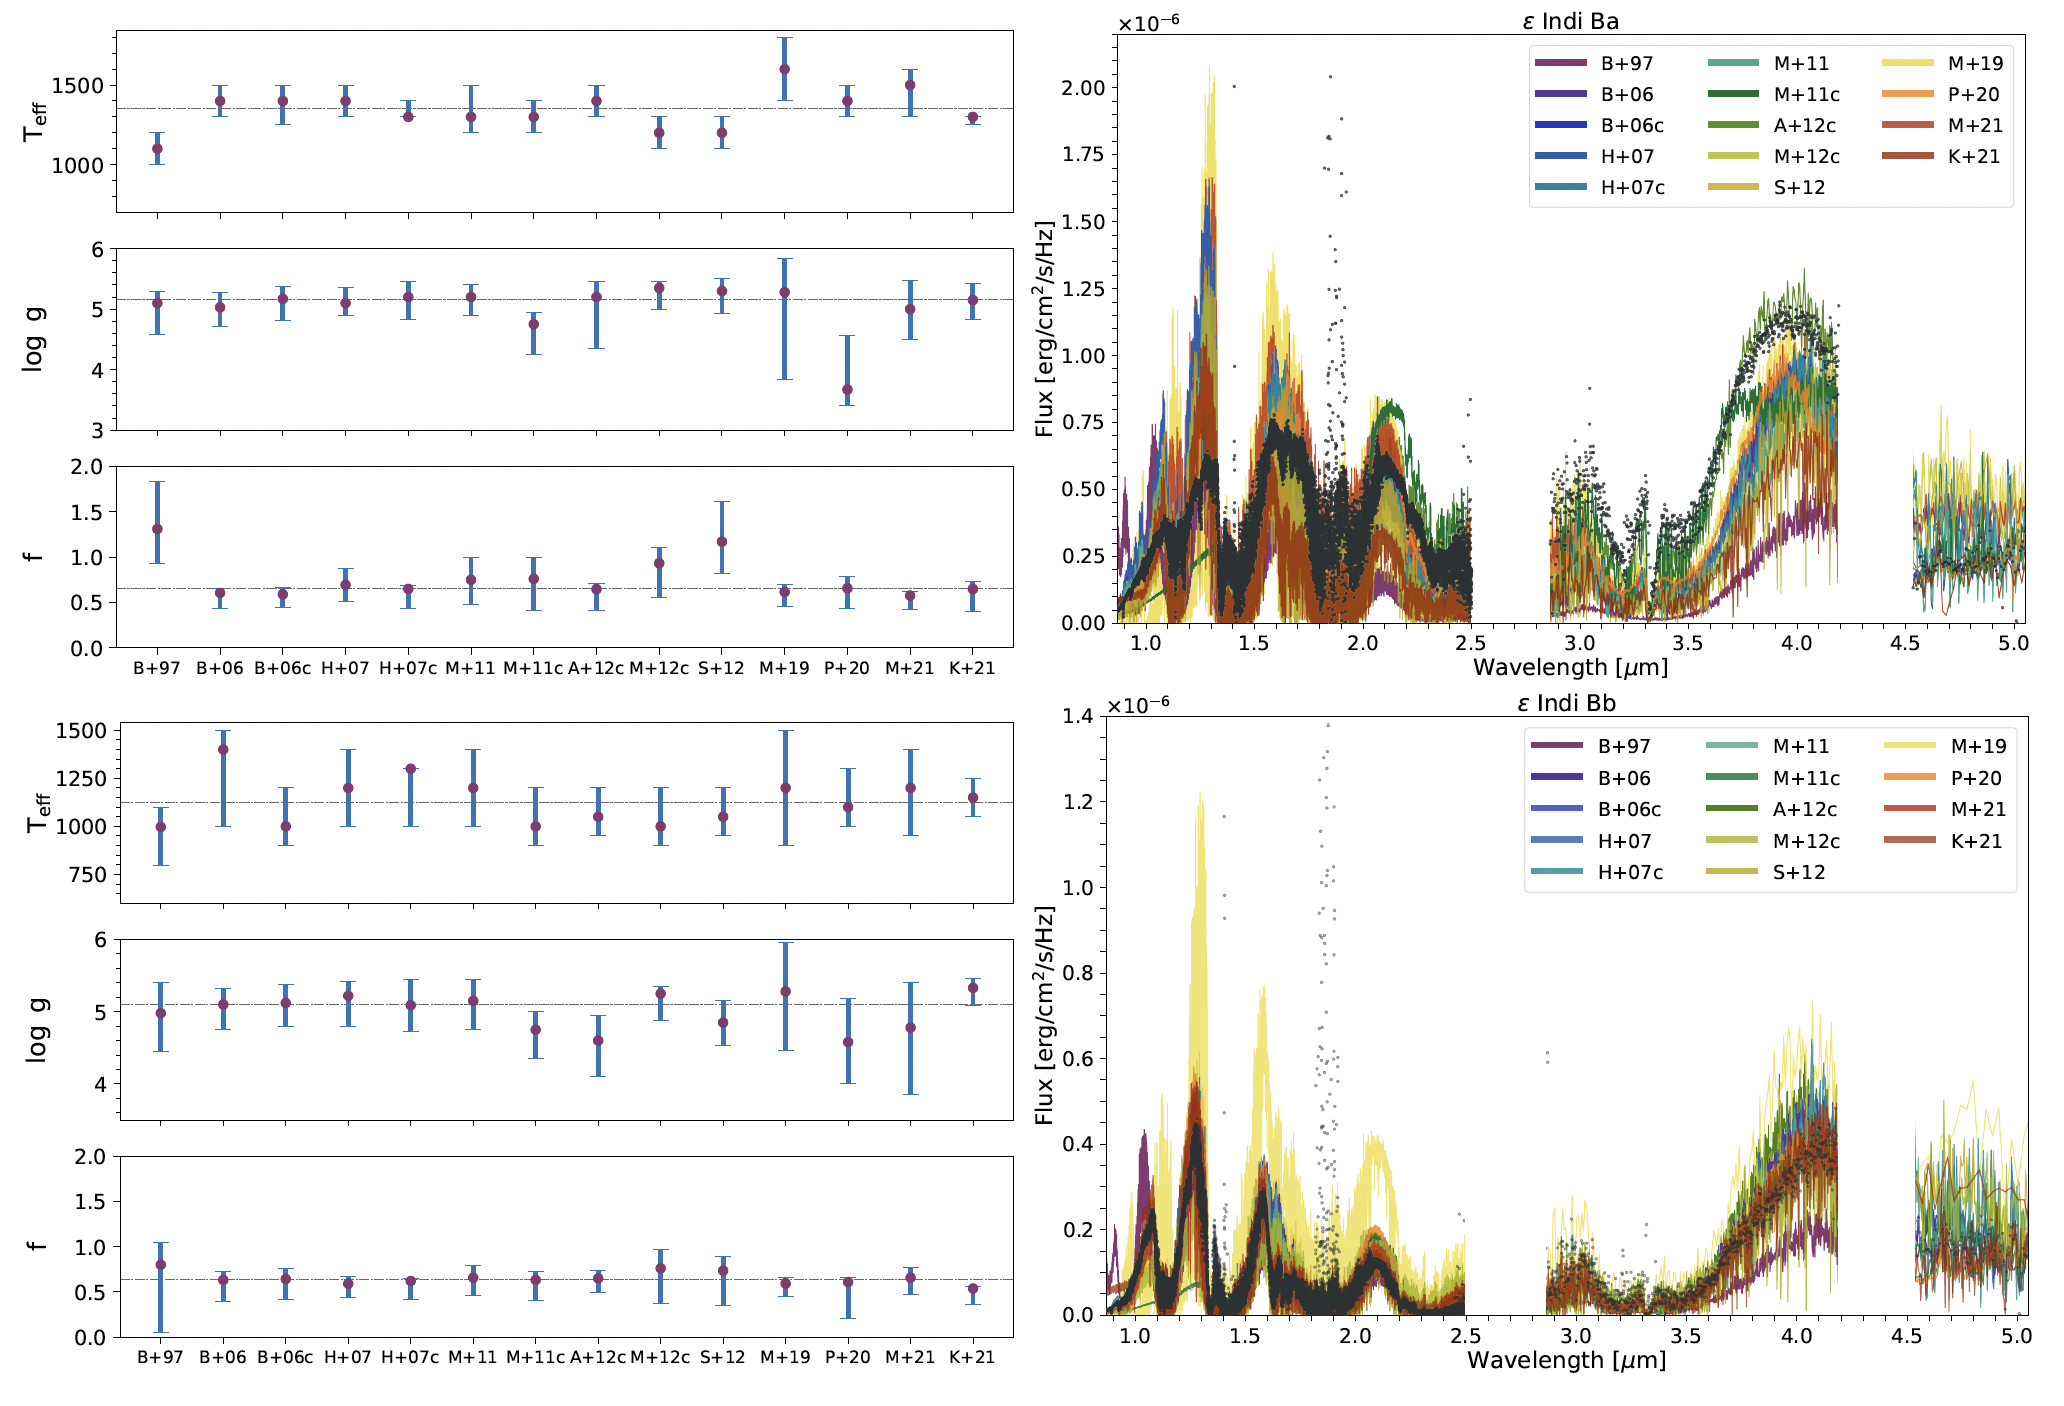 1500
1000
T_eff
6
5
4
3
log g
2.0
1.5
1.0
0.5
0.0
f
B+97 B+06 B+06c H+07 H+07c M+11 M+11c A+12c M+12c S+12 M+19 P+20 M+21 K+21
×10⁻⁶
ε Indi Ba
B+97 M+11 M+19
B+06 M+11c P+20
B+06c A+12c M+21
H+07 M+12c K+21
H+07c S+12
2.00
1.75
1.50
1.25
1.00
0.75
0.50
0.25
0.00
Flux [erg/cm²/s/Hz]
1.0 1.5 2.0 2.5 3.0 3.5 4.0 4.5 5.0
Wavelength [μm]
1500
1250
1000
750
T_eff
6
5
4
log g
2.0
1.5
1.0
0.5
0.0
f
B+97 B+06 B+06c H+07 H+07c M+11 M+11c A+12c M+12c S+12 M+19 P+20 M+21 K+21
×10⁻⁶
ε Indi Bb
B+97 M+11 M+19
B+06 M+11c P+20
B+06c A+12c M+21
H+07 M+12c K+21
H+07c S+12
1.4
1.2
1.0
0.8
0.6
0.4
0.2
0.0
Flux [erg/cm²/s/Hz]
1.0 1.5 2.0 2.5 3.0 3.5 4.0 4.5 5.0
Wavelength [μm]